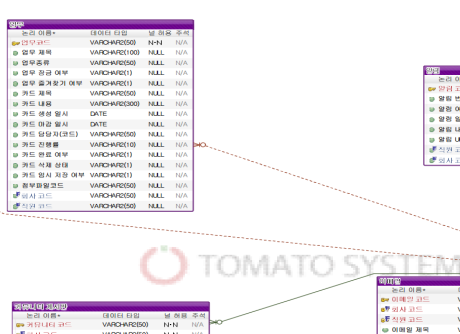 업무
논리 이름 데이터 타입 널 허용 주석
업무코드 VARCHAR2(50) N-N N/A
업무 제목 VARCHAR2(100) NULL N/A
업무종류 VARCHAR2(50) NULL N/A
업무 잠금 여부 VARCHAR2(1) NULL N/A
업무 즐겨찾기 여부 VARCHAR2(1) NULL N/A
카드 제목 VARCHAR2(50) NULL N/A
카드 내용 VARCHAR2(300) NULL N/A
카드 생성 일시 DATE NULL N/A
카드 마감 일시 DATE NULL N/A
카드 담당자(코드) VARCHAR2(50) NULL N/A
카드 진행률 VARCHAR2(10) NULL N/A
카드 완료 여부 VARCHAR2(1) NULL N/A
카드 삭제 상태 VARCHAR2(1) NULL N/A
카드 임시 저장 여부 VARCHAR2(1) NULL N/A
첨부파일코드 VARCHAR2(50) NULL N/A
회사 코드 VARCHAR2(50) NULL N/A
직원 코드 VARCHAR2(50) NULL N/A
알림
논리 이
알림 코
알림 번
알림 여
알림 일
알림 내
알림 내
직원 코
회사 코
TOMATO SYSTEM
이메일
논리 이름
이메일 코드
회사 코드
직원 코드
이메일 제목
커뮤니티 게시판
논리 이름 데이터 타입 널 허용 주석
커뮤니티 코드 VARCHAR2(50) N-N N/A